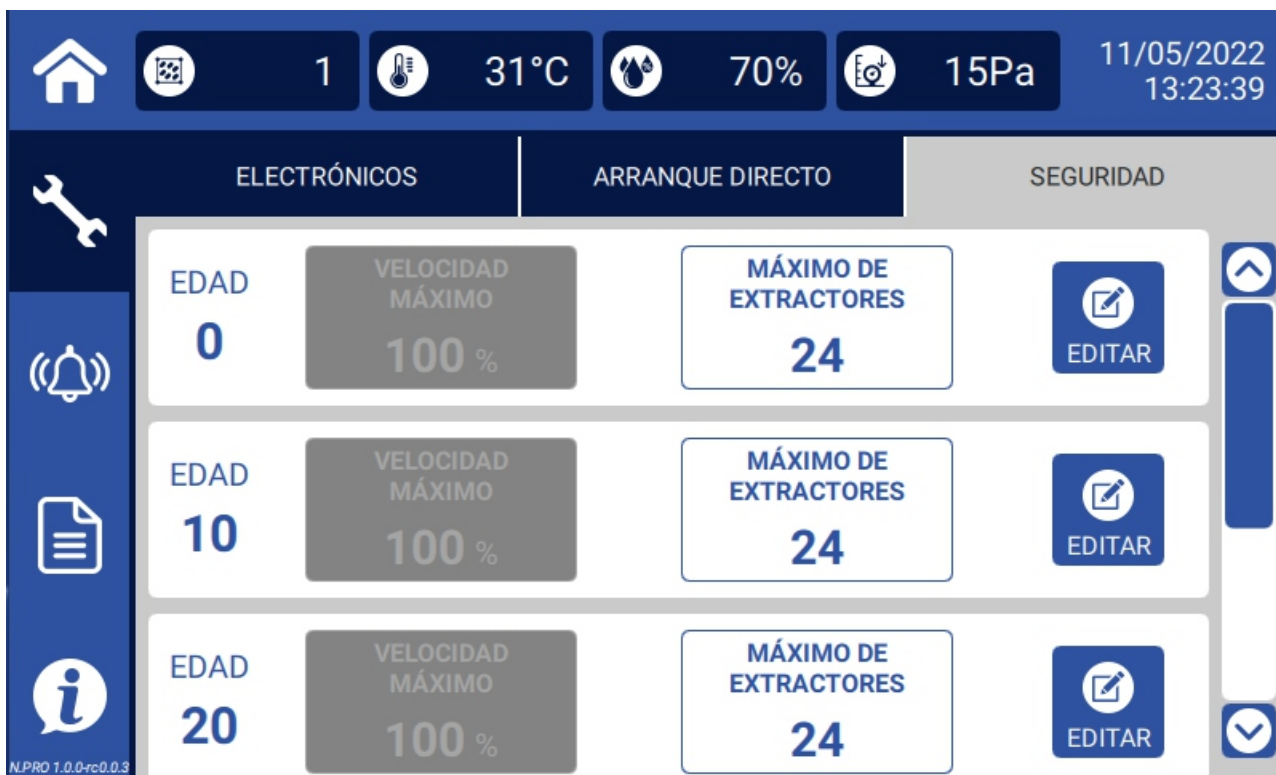 1
31°C
70%
15Pa
11/05/2022
13:23:39
ELECTRÓNICOS
ARRANQUE DIRECTO
SEGURIDAD
EDAD
0
VELOCIDAD
MÁXIMO
100 %
MÁXIMO DE
EXTRACTORES
24
EDITAR
EDAD
10
VELOCIDAD
MÁXIMO
100 %
MÁXIMO DE
EXTRACTORES
24
EDITAR
EDAD
20
VELOCIDAD
MÁXIMO
100 %
MÁXIMO DE
EXTRACTORES
24
EDITAR
N.PRO 1.0.0-rc0.0.3